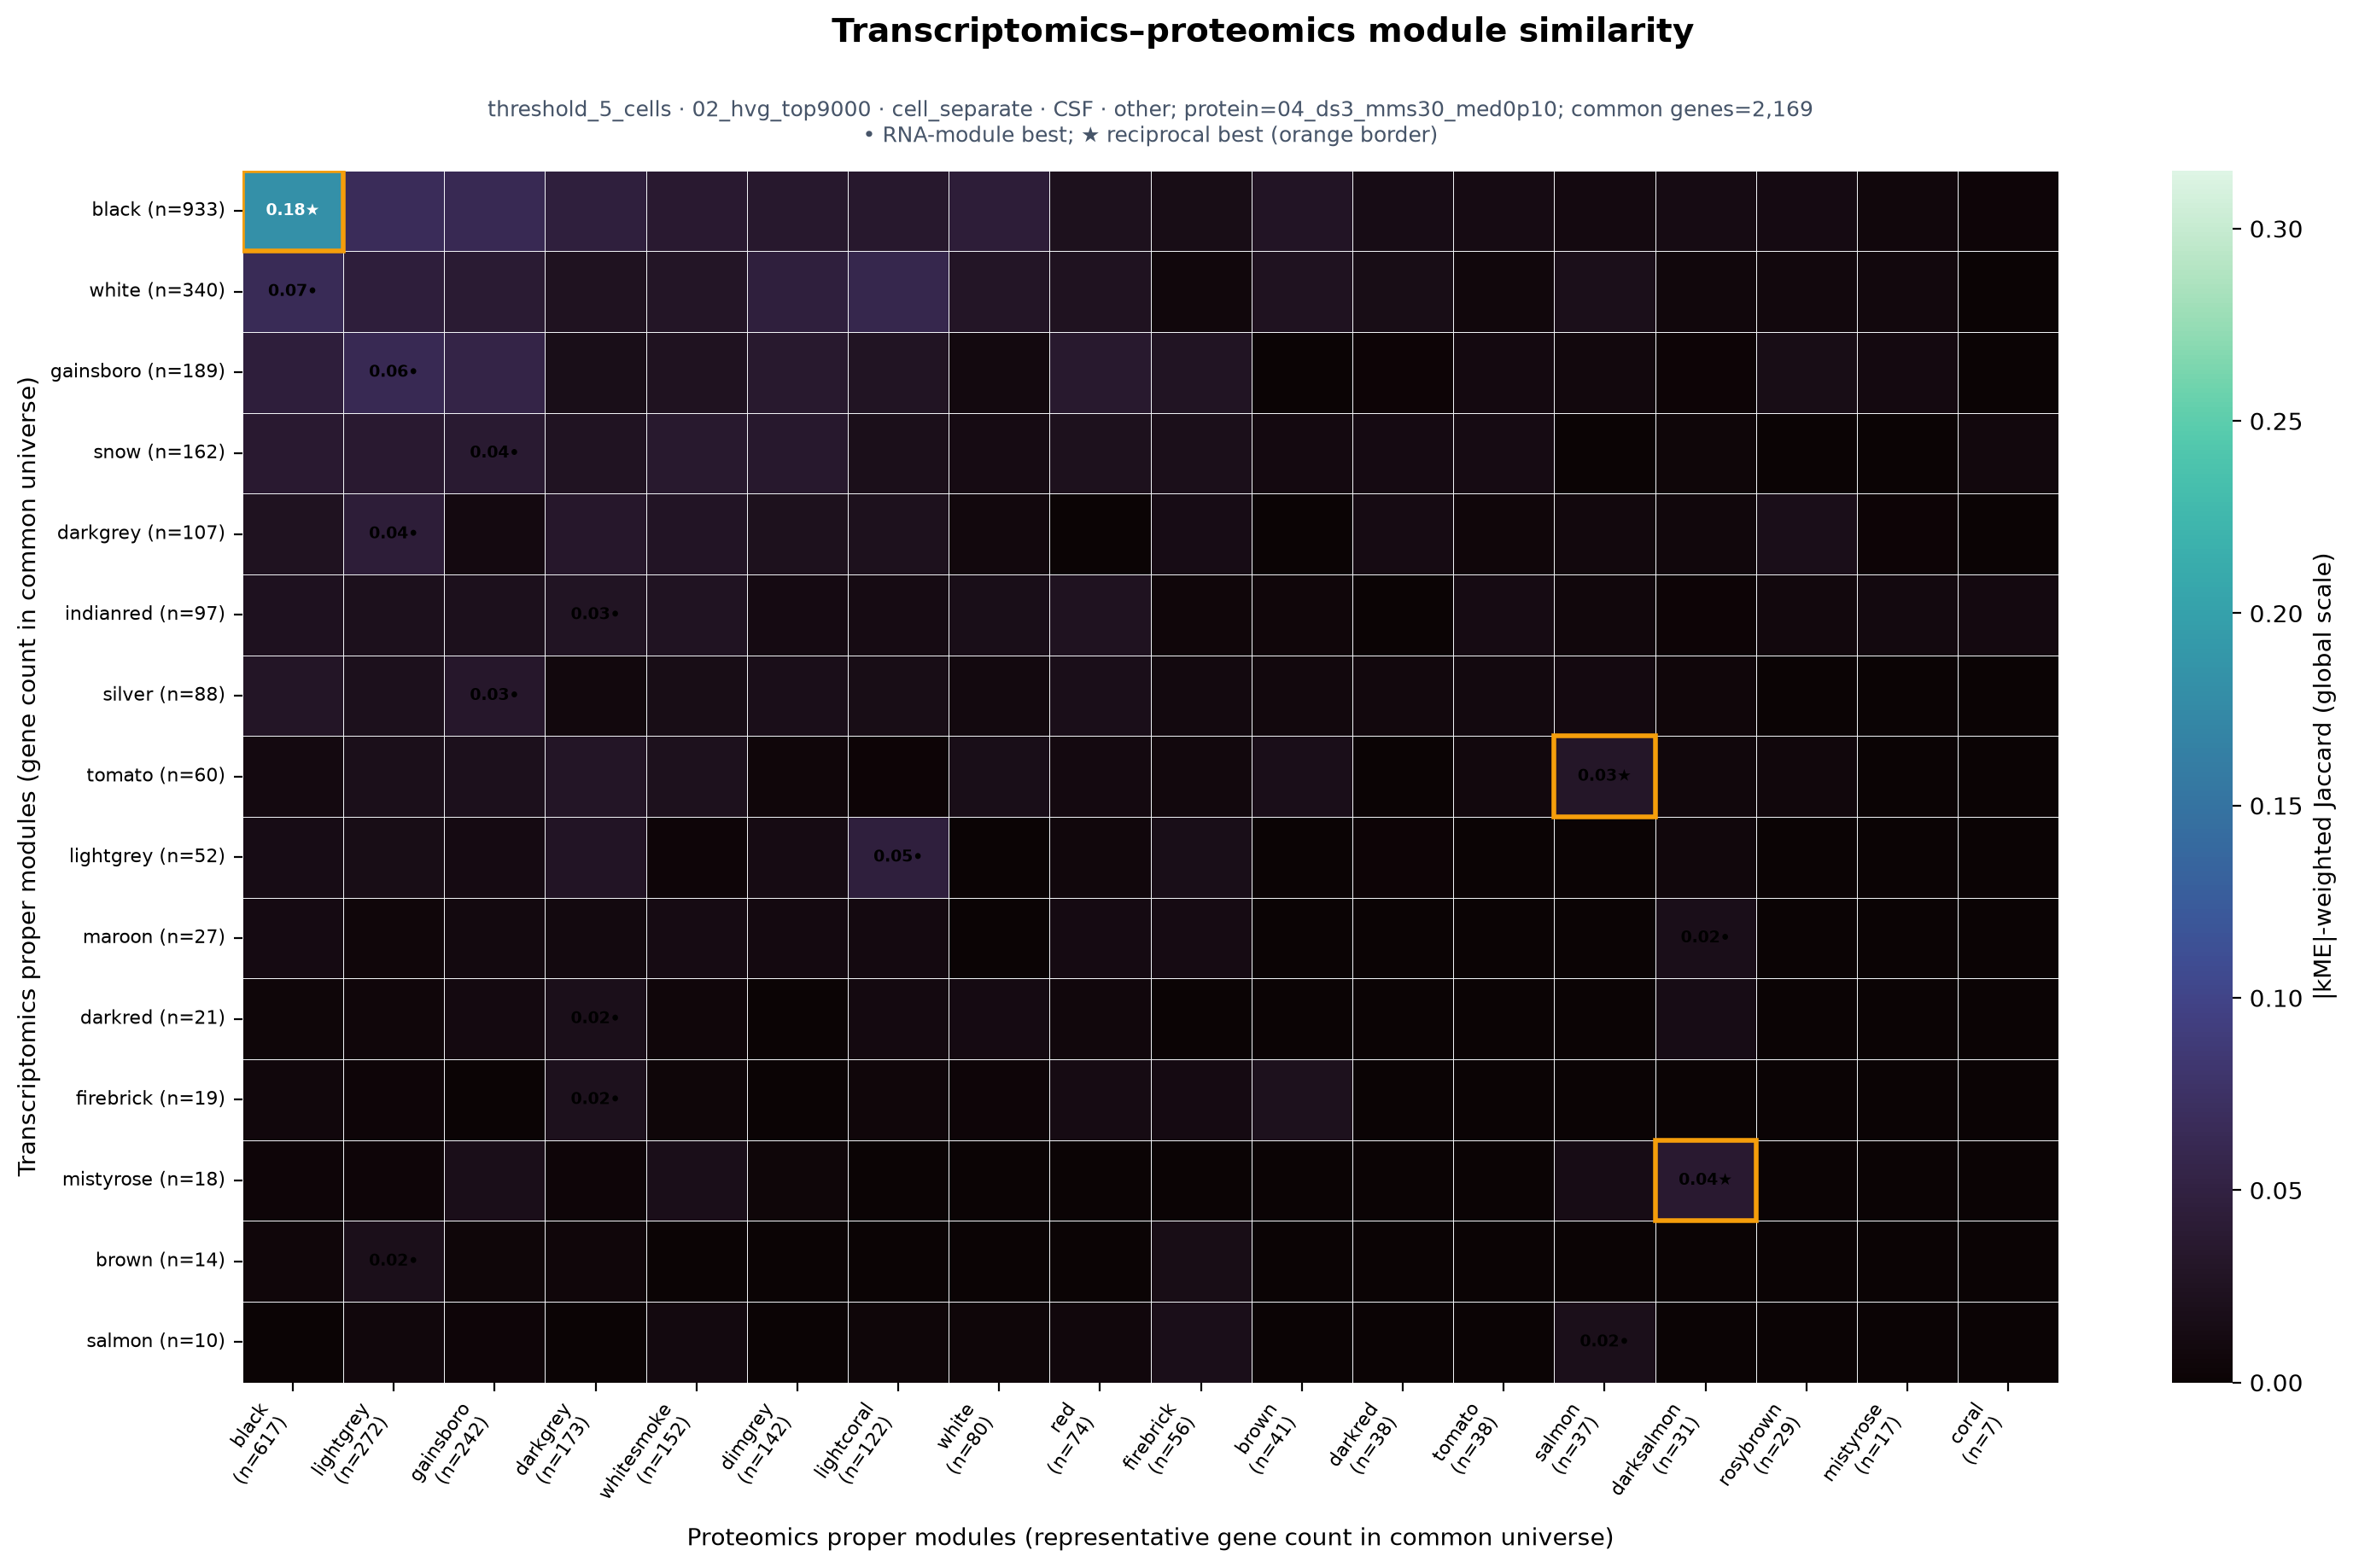 Transcriptomics–proteomics module similarity
threshold_5_cells · 02_hvg_top9000 · cell_separate · CSF · other; protein=04_ds3_mms30_med0p10; common genes=2,169
• RNA-module best; ★ reciprocal best (orange border)
Transcriptomics proper modules (gene count in common universe)
black (n=933)
0.18★
white (n=340)
0.07•
gainsboro (n=189)
0.06•
snow (n=162)
0.04•
darkgrey (n=107)
0.04•
indianred (n=97)
0.03•
silver (n=88)
0.03•
tomato (n=60)
0.03★
lightgrey (n=52)
0.05•
maroon (n=27)
0.02•
darkred (n=21)
0.02•
firebrick (n=19)
0.02•
mistyrose (n=18)
0.04★
brown (n=14)
0.02•
salmon (n=10)
0.02•
black
(n=617)
lightgrey
(n=272)
gainsboro
(n=242)
darkgrey
(n=173)
whitesmoke
(n=152)
dimgrey
(n=142)
lightcoral
(n=122)
white
(n=80)
red
(n=74)
firebrick
(n=56)
brown
(n=41)
darkred
(n=38)
tomato
(n=38)
salmon
(n=37)
darksalmon
(n=31)
rosybrown
(n=29)
mistyrose
(n=17)
coral
(n=7)
Proteomics proper modules (representative gene count in common universe)
0.30
0.25
0.20
0.15
0.10
0.05
0.00
|kME|-weighted Jaccard (global scale)